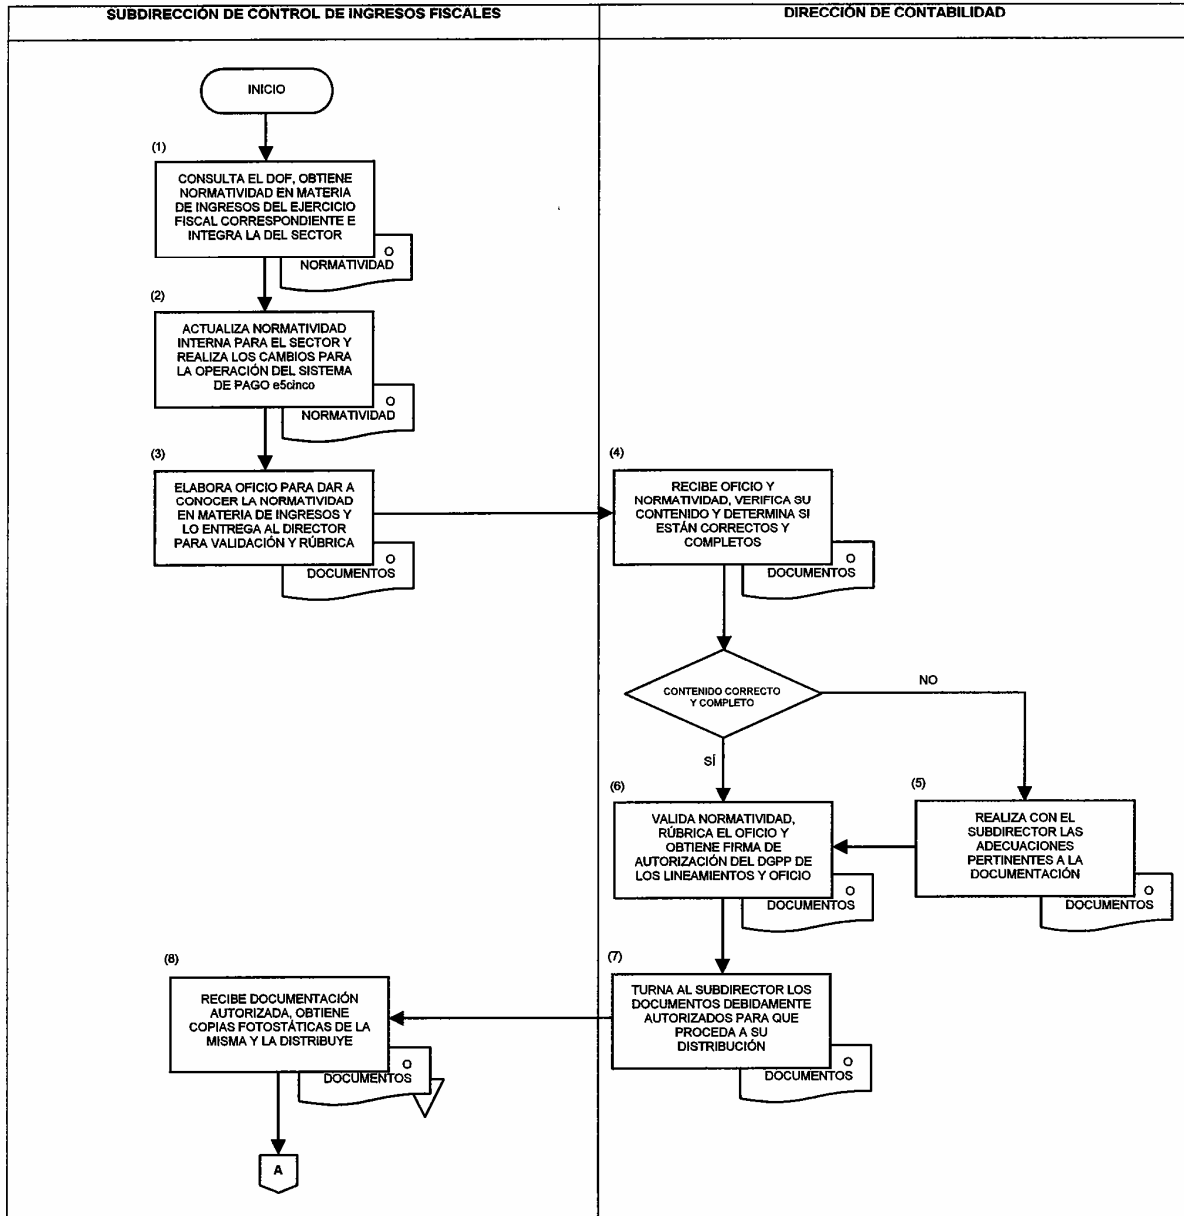 SUBDIRECCIÓN DE CONTROL DE INGRESOS FISCALES
DIRECCIÓN DE CONTABILIDAD
INICIO
(1)
CONSULTA EL DOF, OBTIENE
NORMATIVIDAD EN MATERIA
DE INGRESOS DEL EJERCICIO
FISCAL CORRESPONDIENTE E
INTEGRA LA DEL SECTOR
O
NORMATIVIDAD
(2)
ACTUALIZA NORMATIVIDAD
INTERNA PARA EL SECTOR Y
REALIZA LOS CAMBIOS PARA
LA OPERACIÓN DEL SISTEMA
DE PAGO e5cinco
O
NORMATIVIDAD
(3)
ELABORA OFICIO PARA DAR A
CONOCER LA NORMATIVIDAD
EN MATERIA DE INGRESOS Y
LO ENTREGA AL DIRECTOR
PARA VALIDACIÓN Y RÚBRICA
O
DOCUMENTOS
(4)
RECIBE OFICIO Y
NORMATIVIDAD, VERIFICA SU
CONTENIDO Y DETERMINA SI
ESTÁN CORRECTOS Y
COMPLETOS
O
DOCUMENTOS
CONTENIDO CORRECTO
Y COMPLETO
NO
SÍ
(5)
REALIZA CON EL
SUBDIRECTOR LAS
ADECUACIONES
PERTINENTES A LA
DOCUMENTACIÓN
O
DOCUMENTOS
(6)
VALIDA NORMATIVIDAD,
RÚBRICA EL OFICIO Y
OBTIENE FIRMA DE
AUTORIZACIÓN DEL DGPP DE
LOS LINEAMIENTOS Y OFICIO
O
DOCUMENTOS
(7)
TURNA AL SUBDIRECTOR LOS
DOCUMENTOS DEBIDAMENTE
AUTORIZADOS PARA QUE
PROCEDA A SU
DISTRIBUCIÓN
O
DOCUMENTOS
(8)
RECIBE DOCUMENTACIÓN
AUTORIZADA, OBTIENE
COPIAS FOTOSTÁTICAS DE LA
MISMA Y LA DISTRIBUYE
O
DOCUMENTOS
A